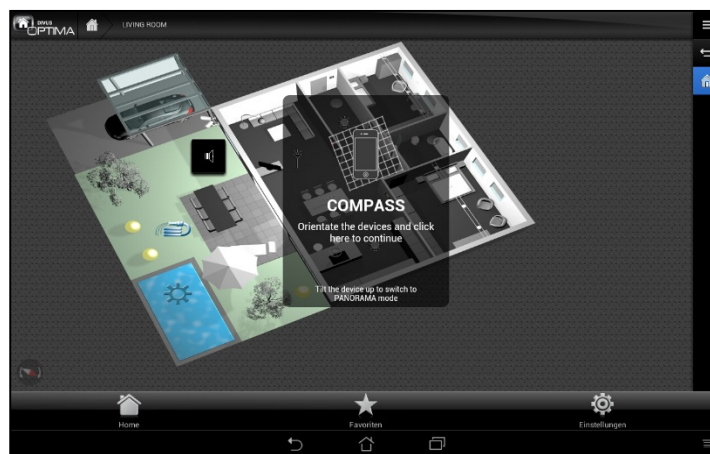 DIVUS
OPTIMA
LIVING ROOM
COMPASS
Orientate the devices and click
here to continue
Tilt the device up to switch to
PANORAMA mode
Home
Favoriten
Einstellungen